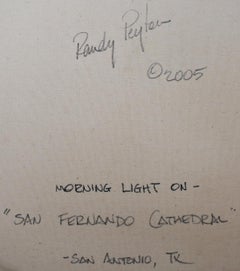 Randy Peyton
©2005
MORNING LIGHT ON -
"SAN FERNANDO CATHEDRAL"
- SAN ANTONIO, TX